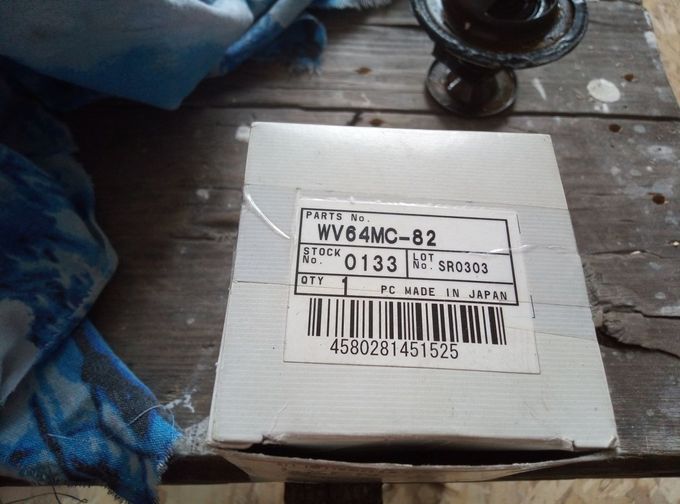 PARTS No.
WV64MC-82
STOCK No. 0133 LOT No. SR0303
QTY 1 PC MADE IN JAPAN
4580281451525